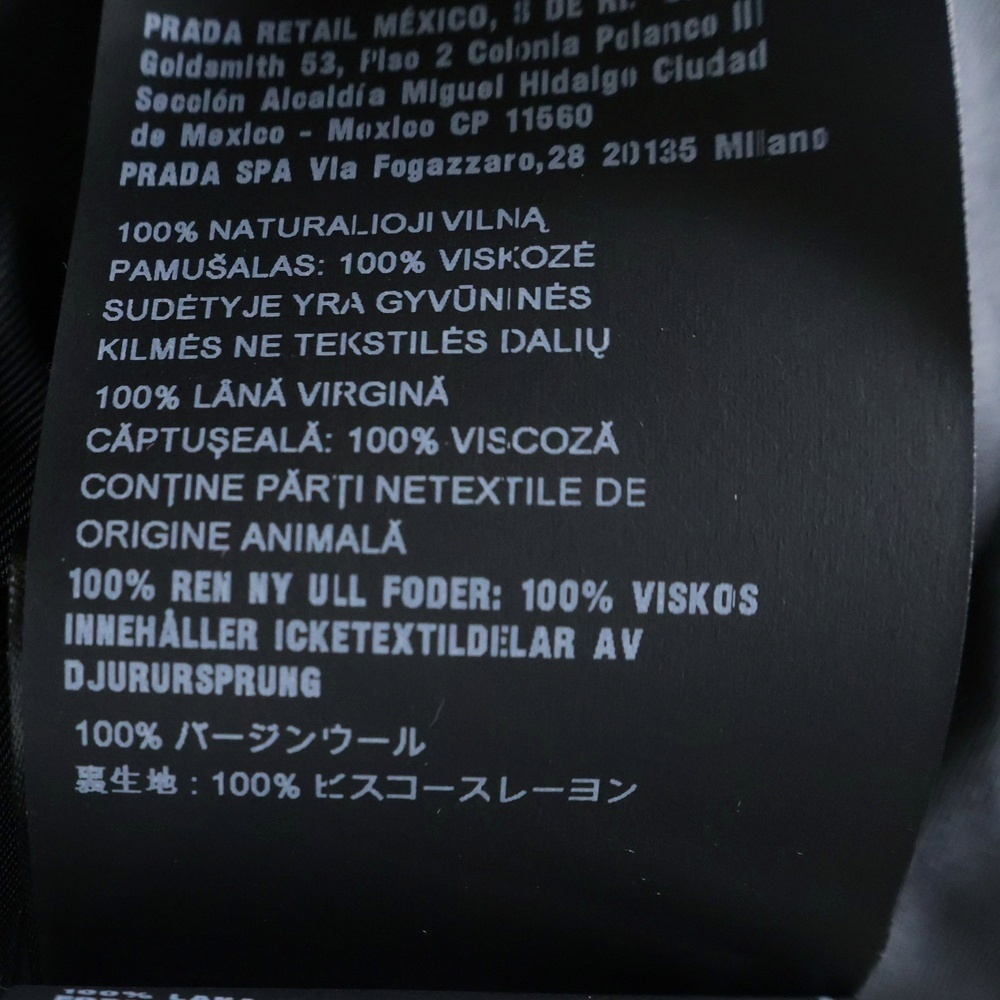 PRADA RETAIL MÉXICO, S DE
Goldsmith 53, Piso 2 Colonia Polanco III
Sección Alcaldía Miguel Hidalgo Ciudad
de Mexico - Mexico CP 11560
PRADA SPA Via Fogazzaro,28 20135 Milano
100% NATURALIOJI VILNĄ
PAMUŠALAS: 100% VISKOZĖ
SUDĖTYJE YRA GYVŪNINĖS
KILMĖS NE TEKSTILĖS DALIŲ
100% LÂNĂ VIRGINĂ
CĂPTUȘEALĂ: 100% VISCOZĂ
CONȚINE PĂRȚI NETEXTILE DE
ORIGINE ANIMALĂ
100% REN NY ULL FODER: 100% VISKOS
INNEHÅLLER ICKETEXTILDELAR AV
DJURURSPRUNG
100% バージンウール
裏生地 : 100% ビスコースレーヨン